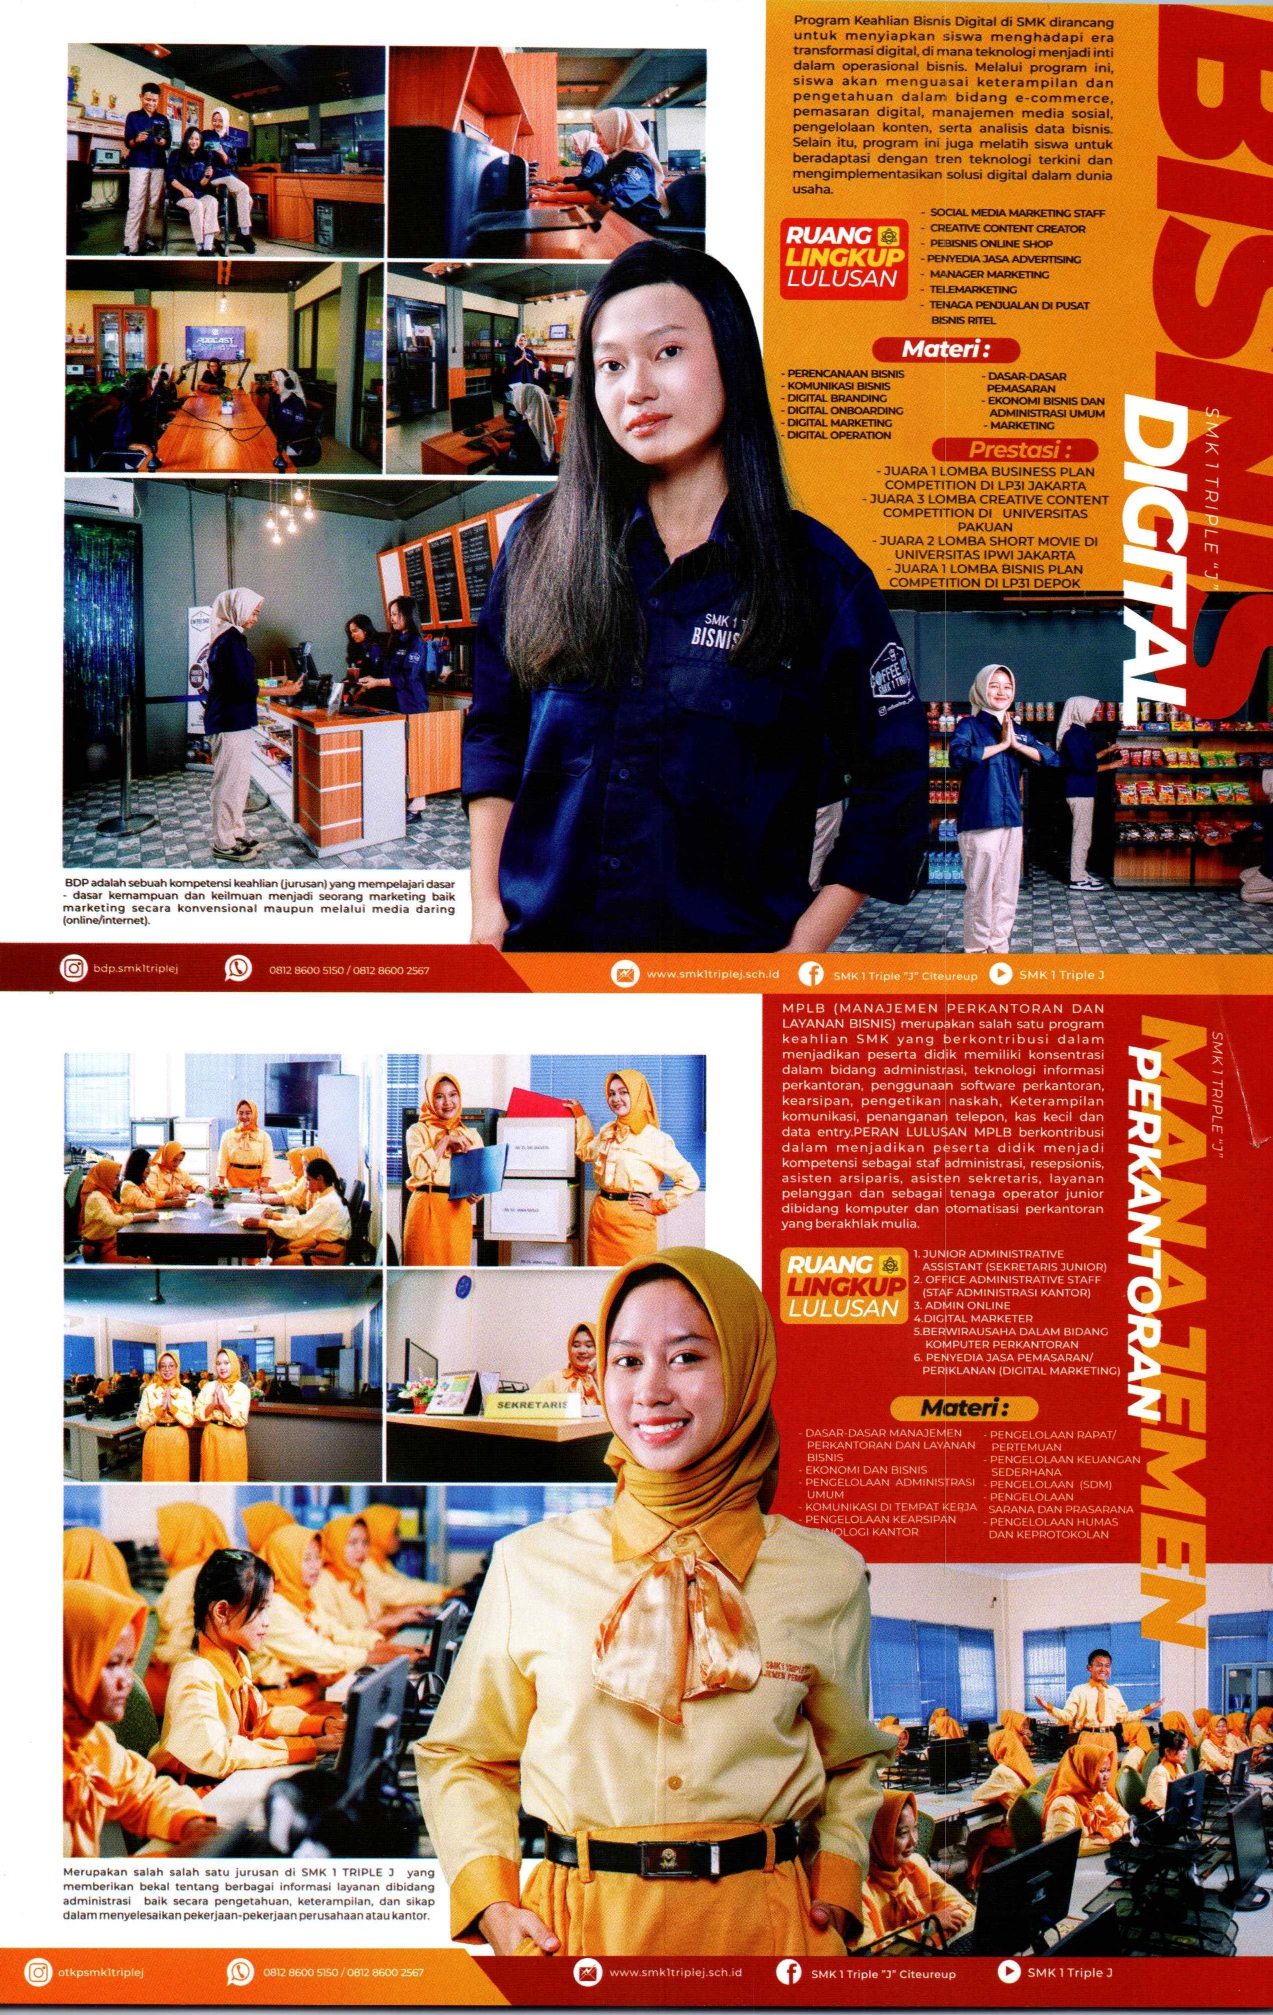 Program Keahlian Bisnis Digital di SMK dirancang
untuk menyiapkan siswa menghadapi era
transformasi digital, di mana teknologi menjadi inti
dalam operasional bisnis. Melalui program ini,
siswa akan menguasai keterampilan dan
pengetahuan dalam bidang e-commerce,
pemasaran digital, manajemen media sosial,
pengelolaan konten, serta analisis data bisnis.
Selain itu, program ini juga melatih siswa untuk
beradaptasi dengan tren teknologi terkini dan
mengimplementasikan solusi digital dalam dunia
usaha.
RUANG
LINGKUP
LULUSAN
- SOCIAL MEDIA MARKETING STAFF
- CREATIVE CONTENT CREATOR
- PEBISNIS ONLINE SHOP
- PENYEDIA JASA ADVERTISING
- MANAGER MARKETING
- TELEMARKETING
- TENAGA PENJUALAN DI PUSAT
BISNIS RITEL
Materi :
- PERENCANAAN BISNIS
- KOMUNIKASI BISNIS
- DIGITAL BRANDING
- DIGITAL ONBOARDING
- DIGITAL MARKETING
- DIGITAL OPERATION
- DASAR-DASAR
PEMASARAN
- EKONOMI BISNIS DAN
ADMINISTRASI UMUM
- MARKETING
Prestasi :
- JUARA 1 LOMBA BUSINESS PLAN
COMPETITION DI LP3I JAKARTA
- JUARA 3 LOMBA CREATIVE CONTENT
COMPETITION DI UNIVERSITAS
PAKUAN
- JUARA 2 LOMBA SHORT MOVIE DI
UNIVERSITAS IPWI JAKARTA
- JUARA 1 LOMBA BISNIS PLAN
COMPETITION DI LP31 DEPOK
BISNIS
DIGITAL
SMK 1 TRIPLE "J"
PODCAST
SMK 1 T
BISNIS
COFFEE
SMK 1
BDP adalah sebuah kompetensi keahlian (jurusan) yang mempelajari dasar
- dasar kemampuan dan keilmuan menjadi seorang marketing baik
marketing secara konvensional maupun melalui media daring
(online/internet).
bdp.smk1triplej
0812 8600 5150 / 0812 8600 2567
www.smk1triplej.sch.id
SMK 1 Triple "J" Citeureup
SMK 1 Triple J
MPLB (MANAJEMEN PERKANTORAN DAN
LAYANAN BISNIS) merupakan salah satu program
keahlian SMK yang berkontribusi dalam
menjadikan peserta didik memiliki konsentrasi
dalam bidang administrasi, teknologi informasi
perkantoran, penggunaan software perkantoran,
kearsipan, pengetikan naskah, Keterampilan
komunikasi, penanganan telepon, kas kecil dan
data entry.PERAN LULUSAN MPLB berkontribusi
dalam menjadikan peserta didik menjadi
kompetensi sebagai staf administrasi, resepsionis,
asisten arsiparis, asisten sekretaris, layanan
pelanggan dan sebagai tenaga operator junior
dibidang komputer dan otomatisasi perkantoran
yang berakhlak mulia.
RUANG
LINGKUP
LULUSAN
1. JUNIOR ADMINISTRATIVE
ASSISTANT (SEKRETARIS JUNIOR)
2. OFFICE ADMINISTRATIVE STAFF
(STAF ADMINISTRASI KANTOR)
3. ADMIN ONLINE
4.DIGITAL MARKETER
5.BERWIRAUSAHA DALAM BIDANG
KOMPUTER PERKANTORAN
6. PENYEDIA JASA PEMASARAN/
PERIKLANAN (DIGITAL MARKETING)
Materi :
- DASAR-DASAR MANAJEMEN
PERKANTORAN DAN LAYANAN
BISNIS
- EKONOMI DAN BISNIS
- PENGELOLAAN ADMINISTRASI
UMUM
- KOMUNIKASI DI TEMPAT KERJA
- PENGELOLAAN KEARSIPAN
NOLOGI KANTOR
- PENGELOLAAN RAPAT/
PERTEMUAN
- PENGELOLAAN KEUANGAN
SEDERHANA
- PENGELOLAAN (SDM)
- PENGELOLAAN
SARANA DAN PRASARANA
- PENGELOLAAN HUMAS
DAN KEPROTOKOLAN
MANAJEMEN
PERKANTORAN
SMK 1 TRIPLE "J"
SEKRETARIS
SMK 1 TRIPLE
Merupakan salah salah satu jurusan di SMK 1 TRIPLE J yang
memberikan bekal tentang berbagai informasi layanan dibidang
administrasi baik secara pengetahuan, keterampilan, dan sikap
dalam menyelesaikan pekerjaan-pekerjaan perusahaan atau kantor.
otkpsmk1triplej
0812 8600 5150 / 0812 8600 2567
www.smk1triplej.sch.id
SMK 1 Triple "J" Citeureup
SMK 1 Triple J